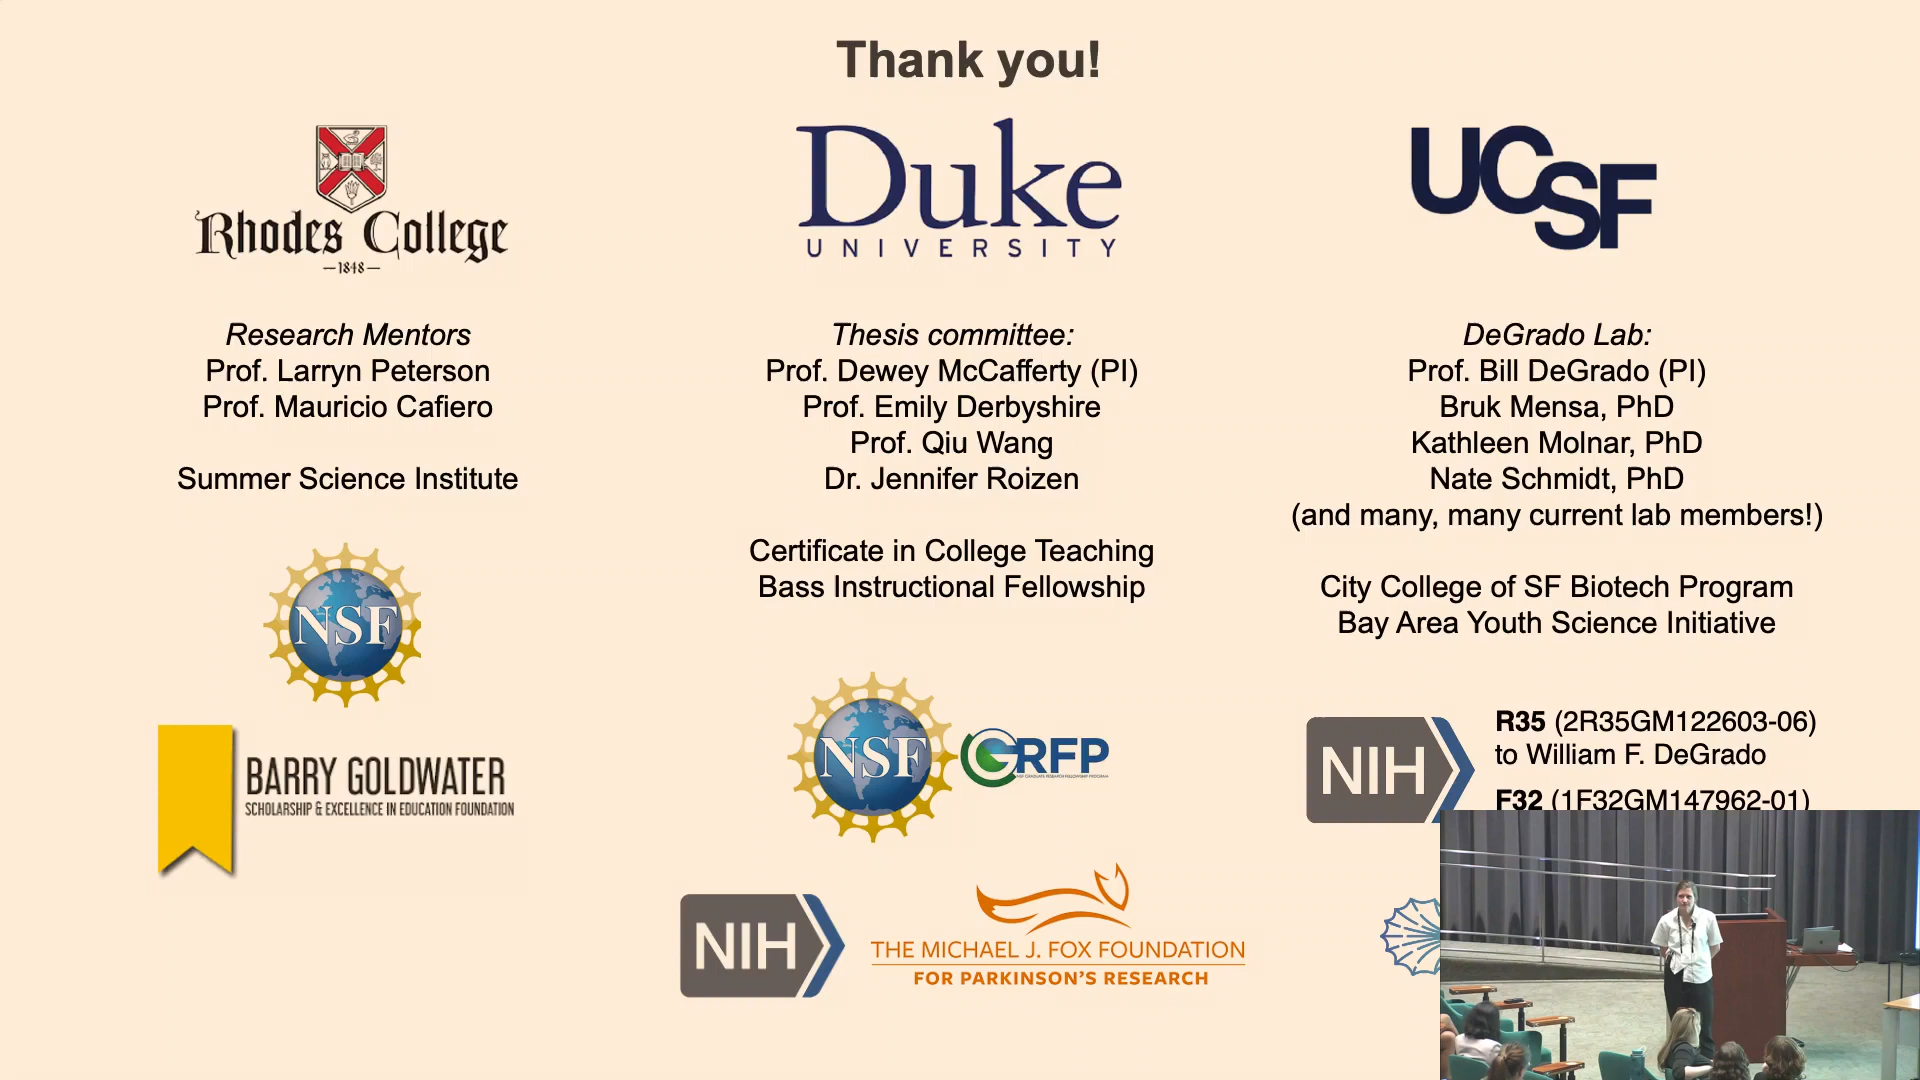 Thank you!
Rhodes College
—1848—
Research Mentors
Prof. Larryn Peterson
Prof. Mauricio Cafiero
Summer Science Institute
NSF
BARRY GOLDWATER
SCHOLARSHIP & EXCELLENCE IN EDUCATION FOUNDATION
Duke
UNIVERSITY
Thesis committee:
Prof. Dewey McCafferty (PI)
Prof. Emily Derbyshire
Prof. Qiu Wang
Dr. Jennifer Roizen
Certificate in College Teaching
Bass Instructional Fellowship
NSF
GRFP
NSF GRADUATE RESEARCH FELLOWSHIP PROGRAM
NIH
THE MICHAEL J. FOX FOUNDATION
FOR PARKINSON'S RESEARCH
UCSF
DeGrado Lab:
Prof. Bill DeGrado (PI)
Bruk Mensa, PhD
Kathleen Molnar, PhD
Nate Schmidt, PhD
(and many, many current lab members!)
City College of SF Biotech Program
Bay Area Youth Science Initiative
NIH
R35 (2R35GM122603-06)
to William F. DeGrado
F32 (1F32GM147962-01)